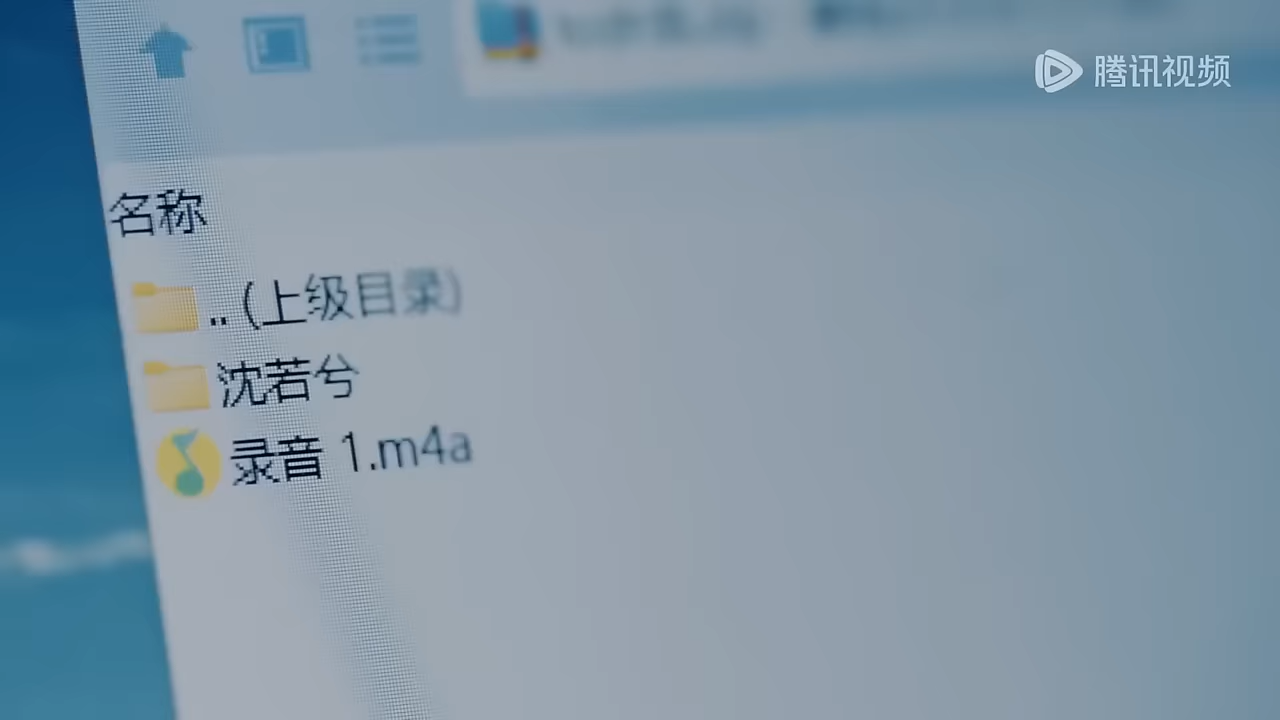 腾讯视频
名称
..(上级目录)
沈若兮
录音 1.m4a